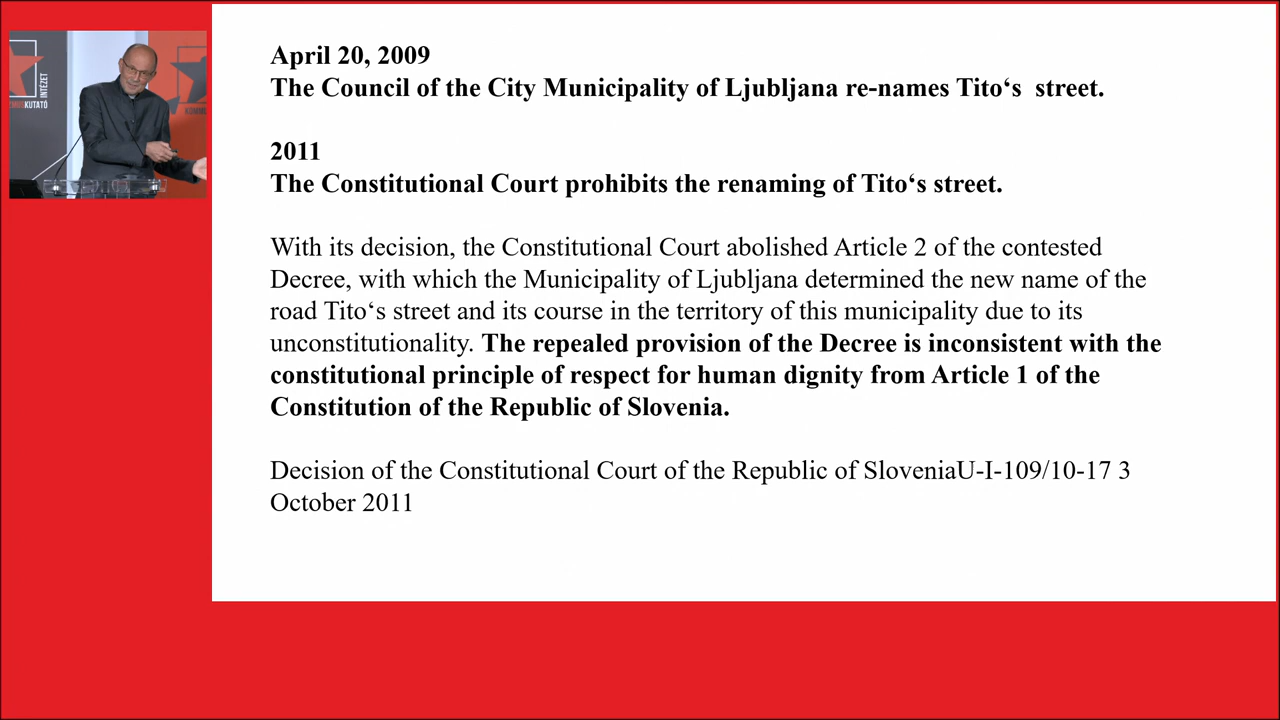 April 20, 2009
The Council of the City Municipality of Ljubljana re-names Tito‘s  street.
2011
The Constitutional Court prohibits the renaming of Tito‘s street.
With its decision, the Constitutional Court abolished Article 2 of the contested
Decree, with which the Municipality of Ljubljana determined the new name of the
road Tito‘s street and its course in the territory of this municipality due to its
unconstitutionality. The repealed provision of the Decree is inconsistent with the
constitutional principle of respect for human dignity from Article 1 of the
Constitution of the Republic of Slovenia.
Decision of the Constitutional Court of the Republic of SloveniaU-I-109/10-17 3
October 2011
KUTATÓ
INTÉZET